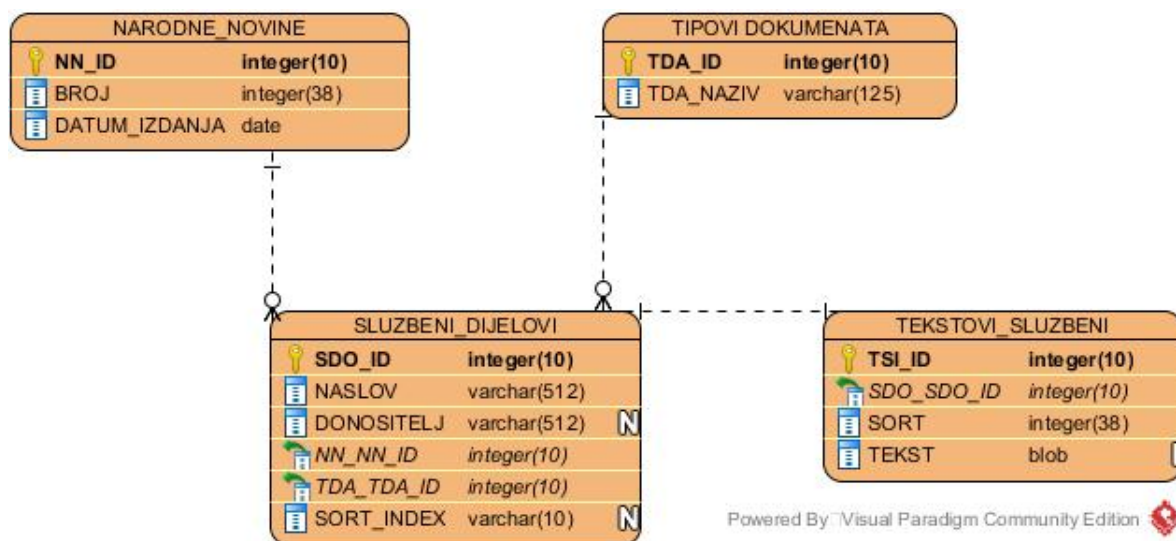 NARODNE_NOVINE
NN_ID integer(10)
BROJ integer(38)
DATUM_IZDANJA date
TIPOVI DOKUMENATA
TDA_ID integer(10)
TDA_NAZIV varchar(125)
SLUZBENI_DIJELOVI
SDO_ID integer(10)
NASLOV varchar(512)
DONOSITELJ varchar(512) N
NN_NN_ID integer(10)
TDA_TDA_ID integer(10)
SORT_INDEX varchar(10) N
TEKSTOVI_SLUZBENI
TSI_ID integer(10)
SDO_SDO_ID integer(10)
SORT integer(38)
TEKST blob
Powered By Visual Paradigm Community Edition